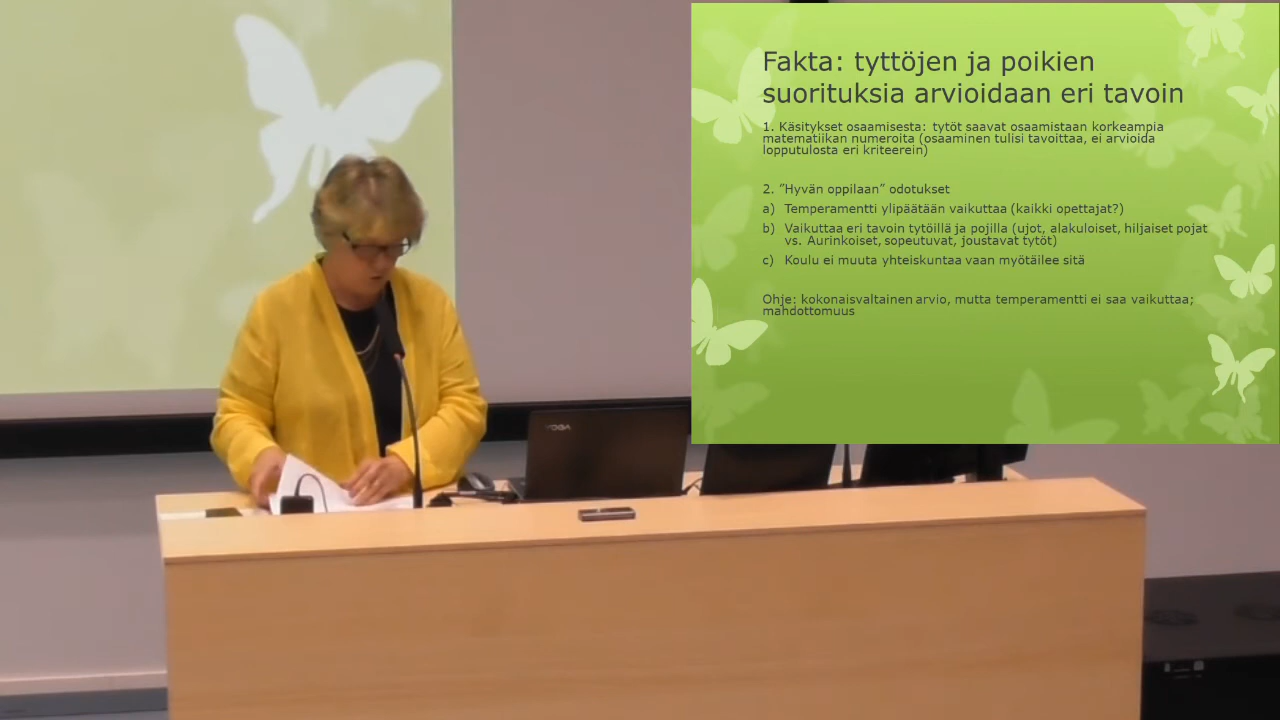 Fakta: tyttöjen ja poikien
suorituksia arvioidaan eri tavoin
1. Käsitykset osaamisesta: tytöt saavat osaamistaan korkeampia
matematiikan numeroita (osaaminen tulisi tavoittaa, ei arvioida
lopputulosta eri kriteerein)
2. ”Hyvän oppilaan” odotukset
a) Temperamentti ylipäätään vaikuttaa (kaikki opettajat?)
b) Vaikuttaa eri tavoin tytöillä ja pojilla (ujot, alakuloiset, hiljaiset pojat
vs. Aurinkoiset, sopeutuvat, joustavat tytöt)
c) Koulu ei muuta yhteiskuntaa vaan myötäilee sitä
Ohje: kokonaisvaltainen arvio, mutta temperamentti ei saa vaikuttaa;
mahdottomuus
YOGA